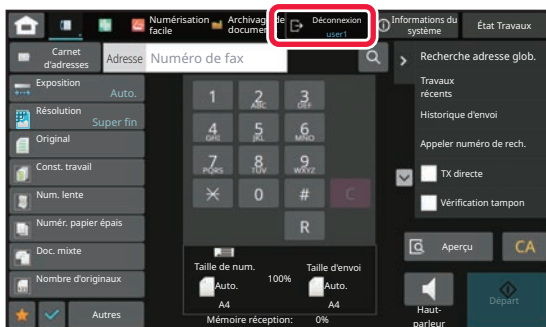 Numérisation facile
Archivage de
document
Déconnexion
user1
Informations du système
État Travaux
Carnet d'adresses
Adresse
Numéro de fax
Recherche adresse glob.
Exposition
Auto.
Travaux récents
Résolution
Super fin
Historique d'envoi
Original
Appeler numéro de rech.
Const. travail
TX directe
Num. lente
Vérification tampon
Numér. papier épais
Doc. mixte
Nombre d'originaux
Autres
1
2 ABC
3 DEF
4 GHI
5 JKL
6 MNO
7 PQRS
8 TUV
9 WXYZ
0
#
C
R
Taille de num.
Auto.
A4
100%
Taille d'envoi
Auto.
A4
Mémoire réception: 0%
Aperçu
CA
Haut-parleur
Départ